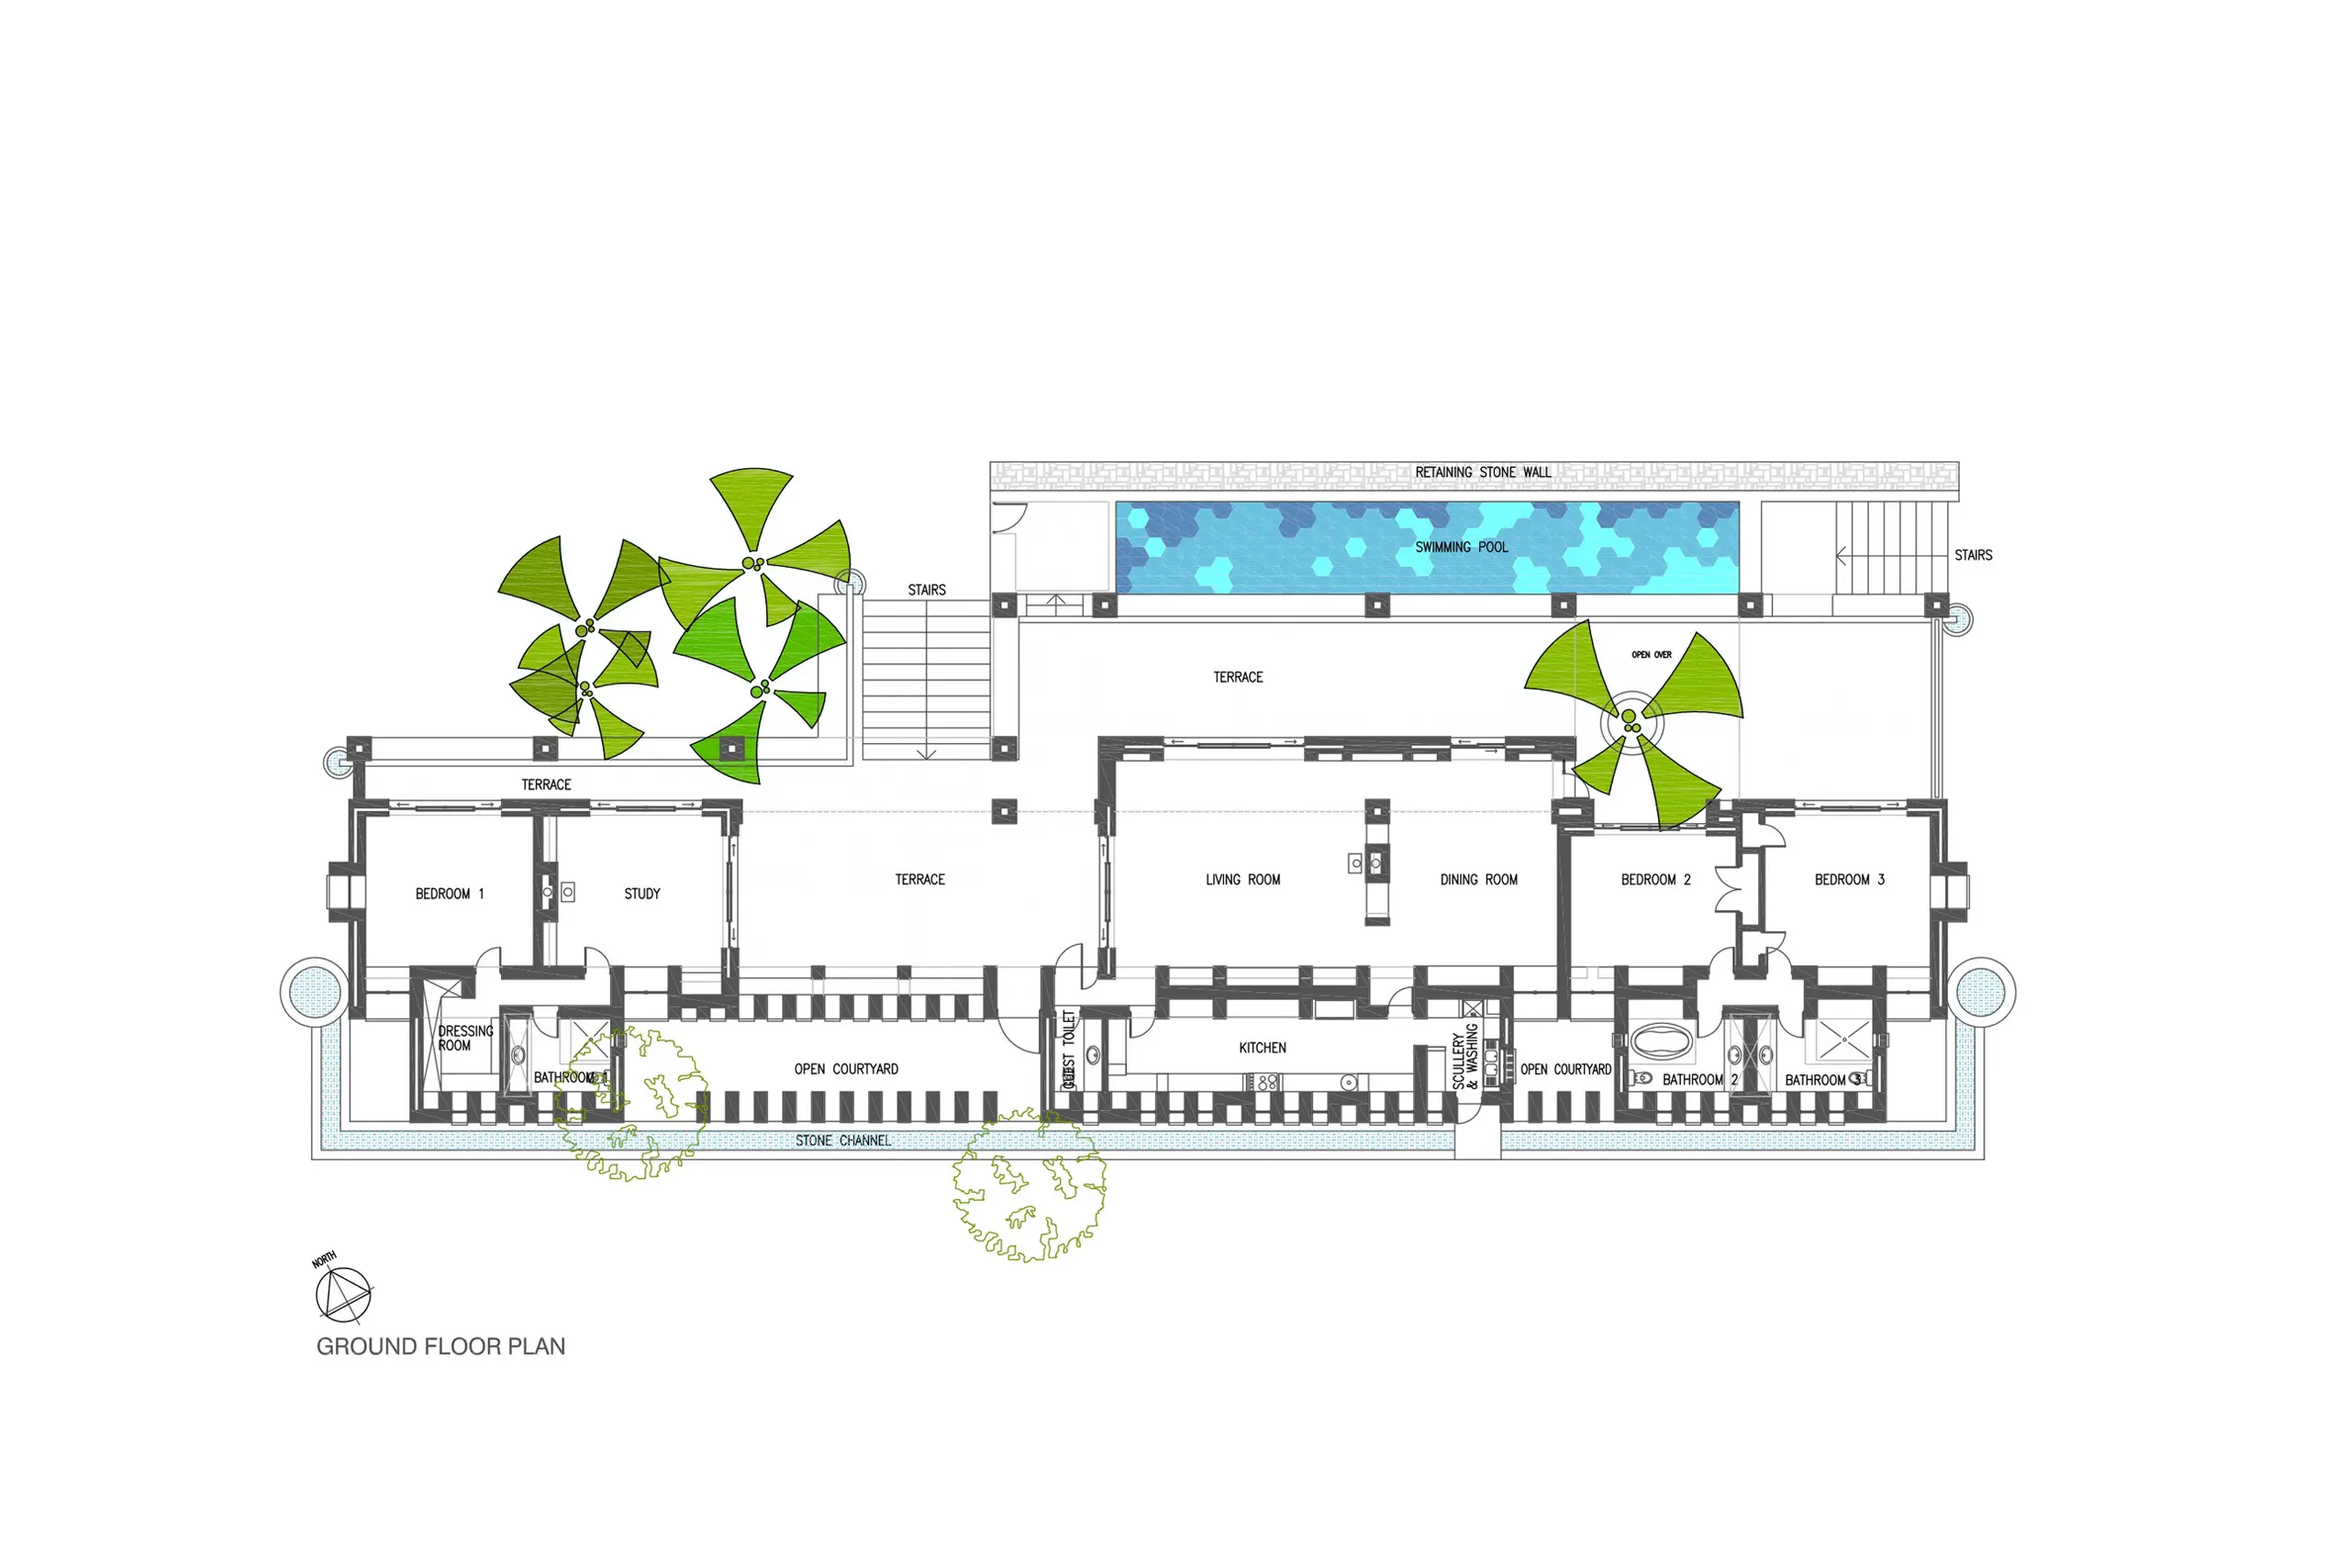 RETAINING STONE WALL
SWIMMING POOL
STAIRS
STAIRS
OPEN OVER
TERRACE
TERRACE
BEDROOM 1
STUDY
TERRACE
LIVING ROOM
DINING ROOM
BEDROOM 2
BEDROOM 3
DRESSING
ROOM
BATHROOM 1
OPEN COURTYARD
GUEST TOILET
KITCHEN
SCULLERY
& WASHING
OPEN COURTYARD
BATHROOM 2
BATHROOM 3
STONE CHANNEL
NORTH
GROUND FLOOR PLAN